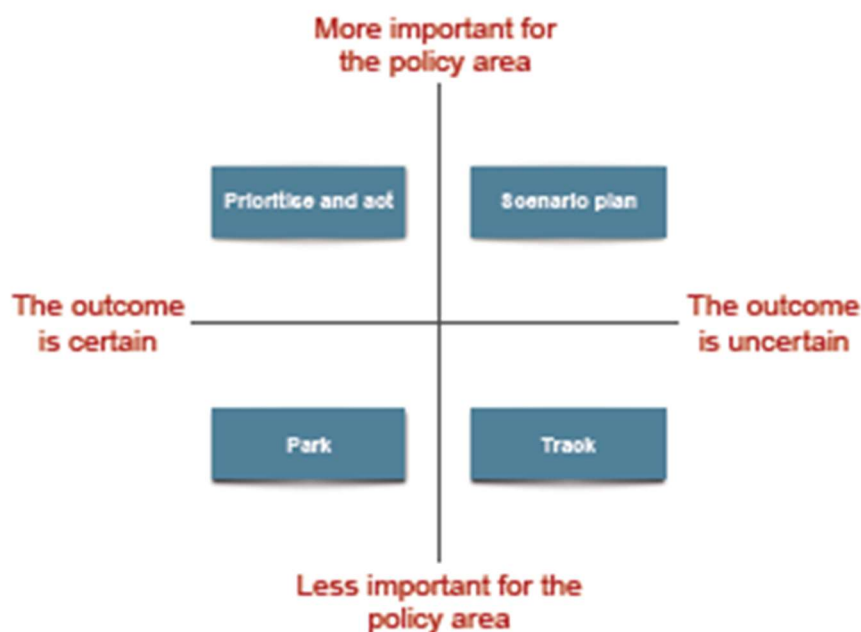 More important for
the policy area
Prioritise and act
Scenario plan
The outcome
is certain
The outcome
is uncertain
Park
Track
Less important for the
policy area